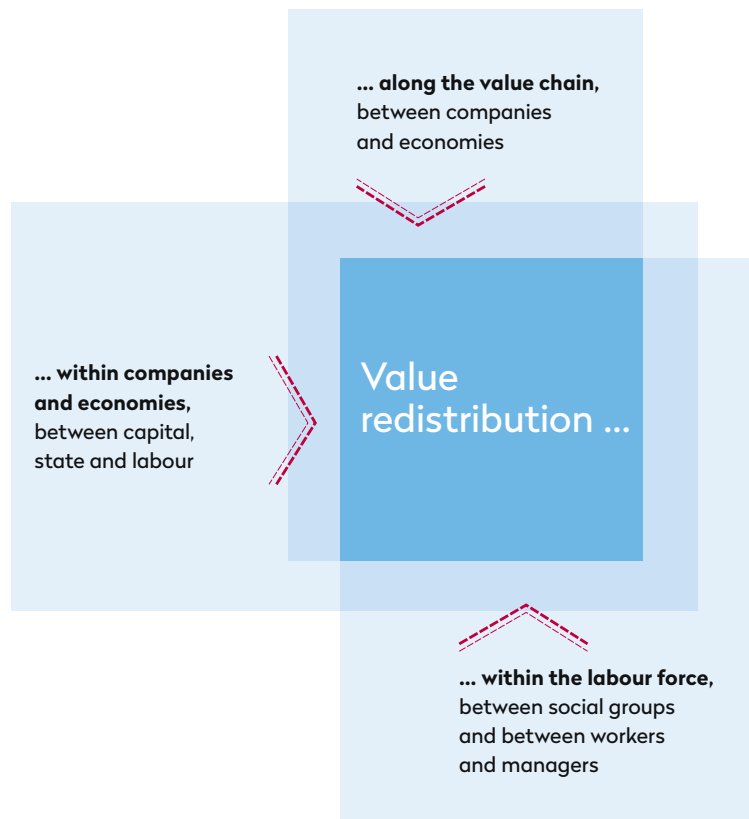 ... along the value chain,
between companies
and economies
... within companies
and economies,
between capital,
state and labour
Value
redistribution ...
... within the labour force,
between social groups
and between workers
and managers